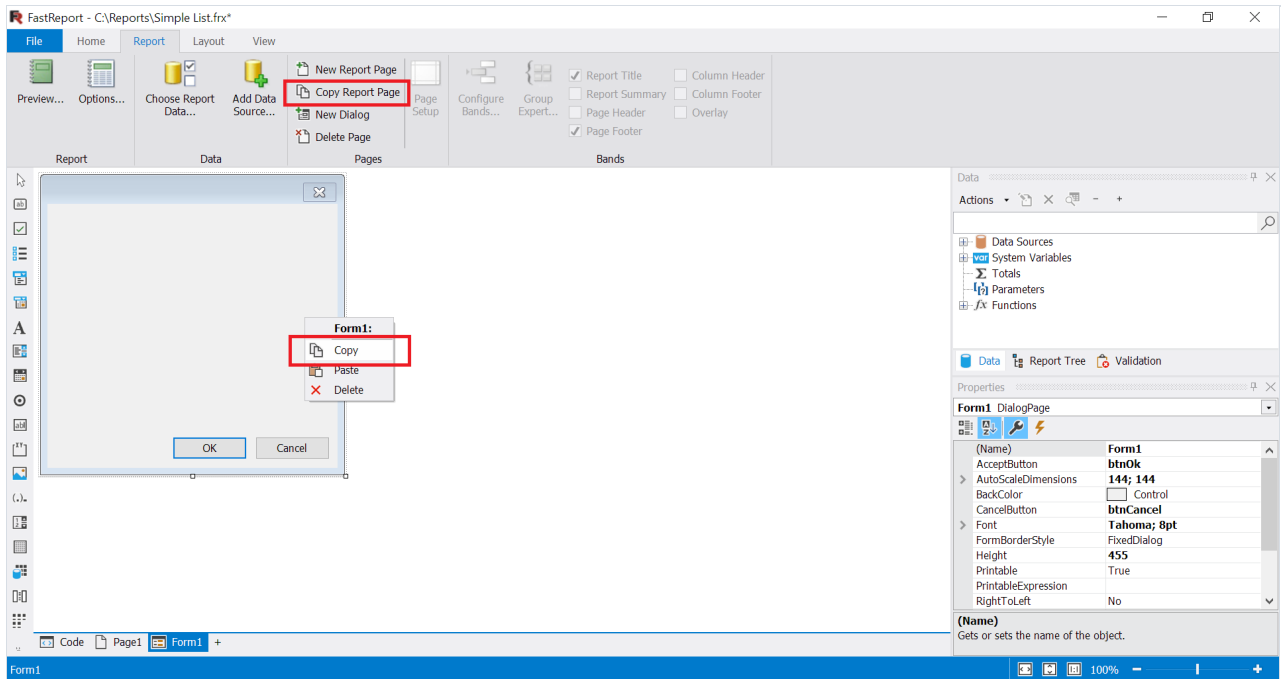 FastReport - C:\Reports\Simple List.frx*
File Home Report Layout View
Preview...
Options...
Choose Report Data...
Add Data Source...
New Report Page
Copy Report Page
New Dialog
Delete Page
Page Setup
Configure Bands...
Group Expert...
Report Title
Report Summary
Page Header
Page Footer
Column Header
Column Footer
Overlay
Report
Data
Pages
Bands
Form1:
Copy
Paste
Delete
OK
Cancel
Data
Actions
Data Sources
var System Variables
Σ Totals
Parameters
fx Functions
Data Report Tree Validation
Properties
Form1 DialogPage
(Name) Form1
AcceptButton btnOk
AutoScaleDimensions 144; 144
BackColor Control
CancelButton btnCancel
Font Tahoma; 8pt
FormBorderStyle FixedDialog
Height 455
Printable True
PrintableExpression
RightToLeft No
(Name)
Gets or sets the name of the object.
Code Page1 Form1 +
Form1
100%